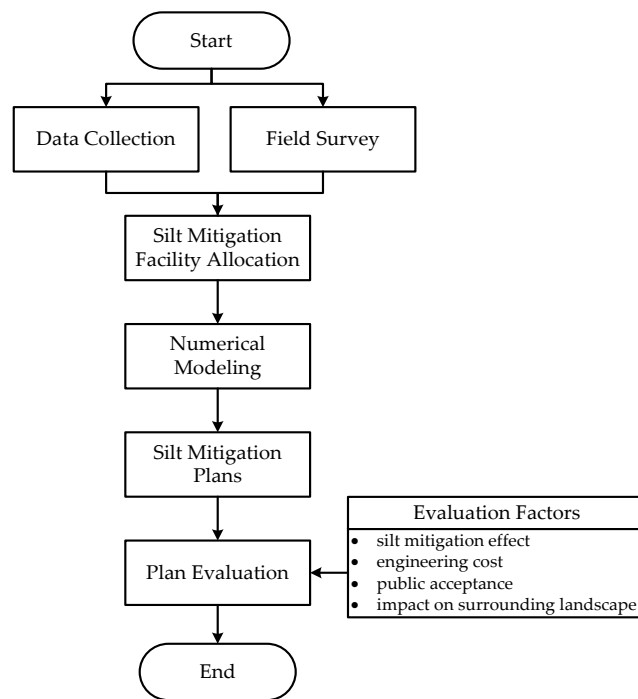 Start
Data Collection
Field Survey
Silt Mitigation
Facility Allocation
Numerical
Modeling
Silt Mitigation
Plans
Evaluation Factors
• silt mitigation effect
• engineering cost
• public acceptance
• impact on surrounding landscape
Plan Evaluation
End